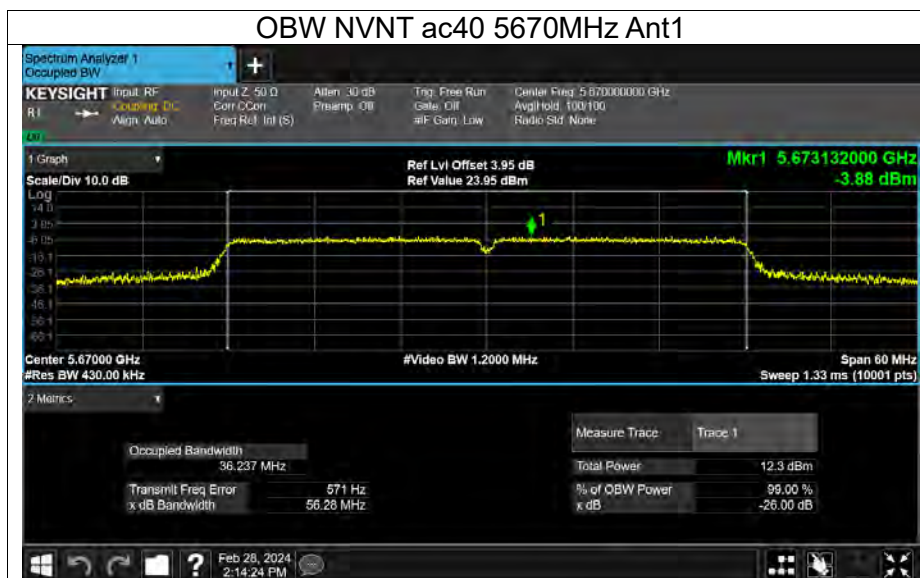 OBW NVNT ac40 5670MHz Ant1
Spectrum Analyzer 1
Occupied BW
+
KEYSIGHT Input: RF
Coupling: DC
Align: Auto
Input Z: 50 Ω
Corr CCorr
Freq Ref: Int (S)
Atten: 30 dB
Preamp: Off
Trig: Free Run
Gate: Off
#IF Gain: Low
Center Freq: 5.670000000 GHz
Avg|Hold: 100/100
Radio Std: None
1 Graph
Scale/Div 10.0 dB
Ref Lvl Offset 3.95 dB
Ref Value 23.95 dBm
Mkr1 5.673132000 GHz
-3.88 dBm
Log
1
Center 5.67000 GHz
#Res BW 430.00 kHz
#Video BW 1.2000 MHz
Span 60 MHz
Sweep 1.33 ms (10001 pts)
2 Metrics
Occupied Bandwidth
36.237 MHz
Transmit Freq Error 571 Hz
x dB Bandwidth 56.28 MHz
Measure Trace Trace 1
Total Power 12.3 dBm
% of OBW Power 99.00 %
x dB -26.00 dB
?
Feb 28, 2024
2:14:24 PM